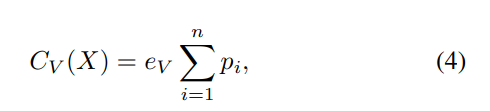 C_V(X) = e_V \sum_{i=1}^{n} p_i, (4)